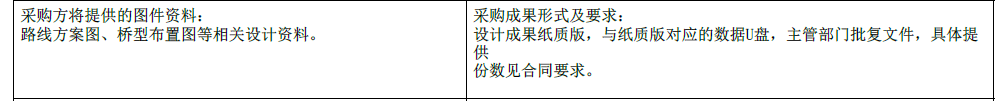 采购方将提供的图件资料：
路线方案图、桥型布置图等相关设计资料。
采购成果形式及要求：
设计成果纸质版，与纸质版对应的数据U盘，主管部门批复文件，具体提
供
份数见合同要求。